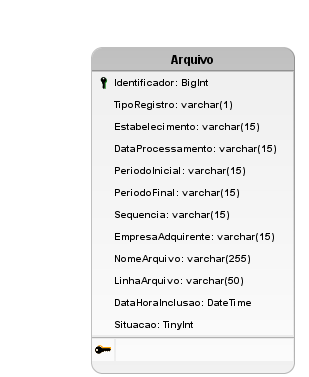 Arquivo
Identificador: BigInt
TipoRegistro: varchar(1)
Estabelecimento: varchar(15)
DataProcessamento: varchar(15)
PeriodoInicial: varchar(15)
PeriodoFinal: varchar(15)
Sequencia: varchar(15)
EmpresaAdquirente: varchar(15)
NomeArquivo: varchar(255)
LinhaArquivo: varchar(50)
DataHoraInclusao: DateTime
Situacao: TinyInt